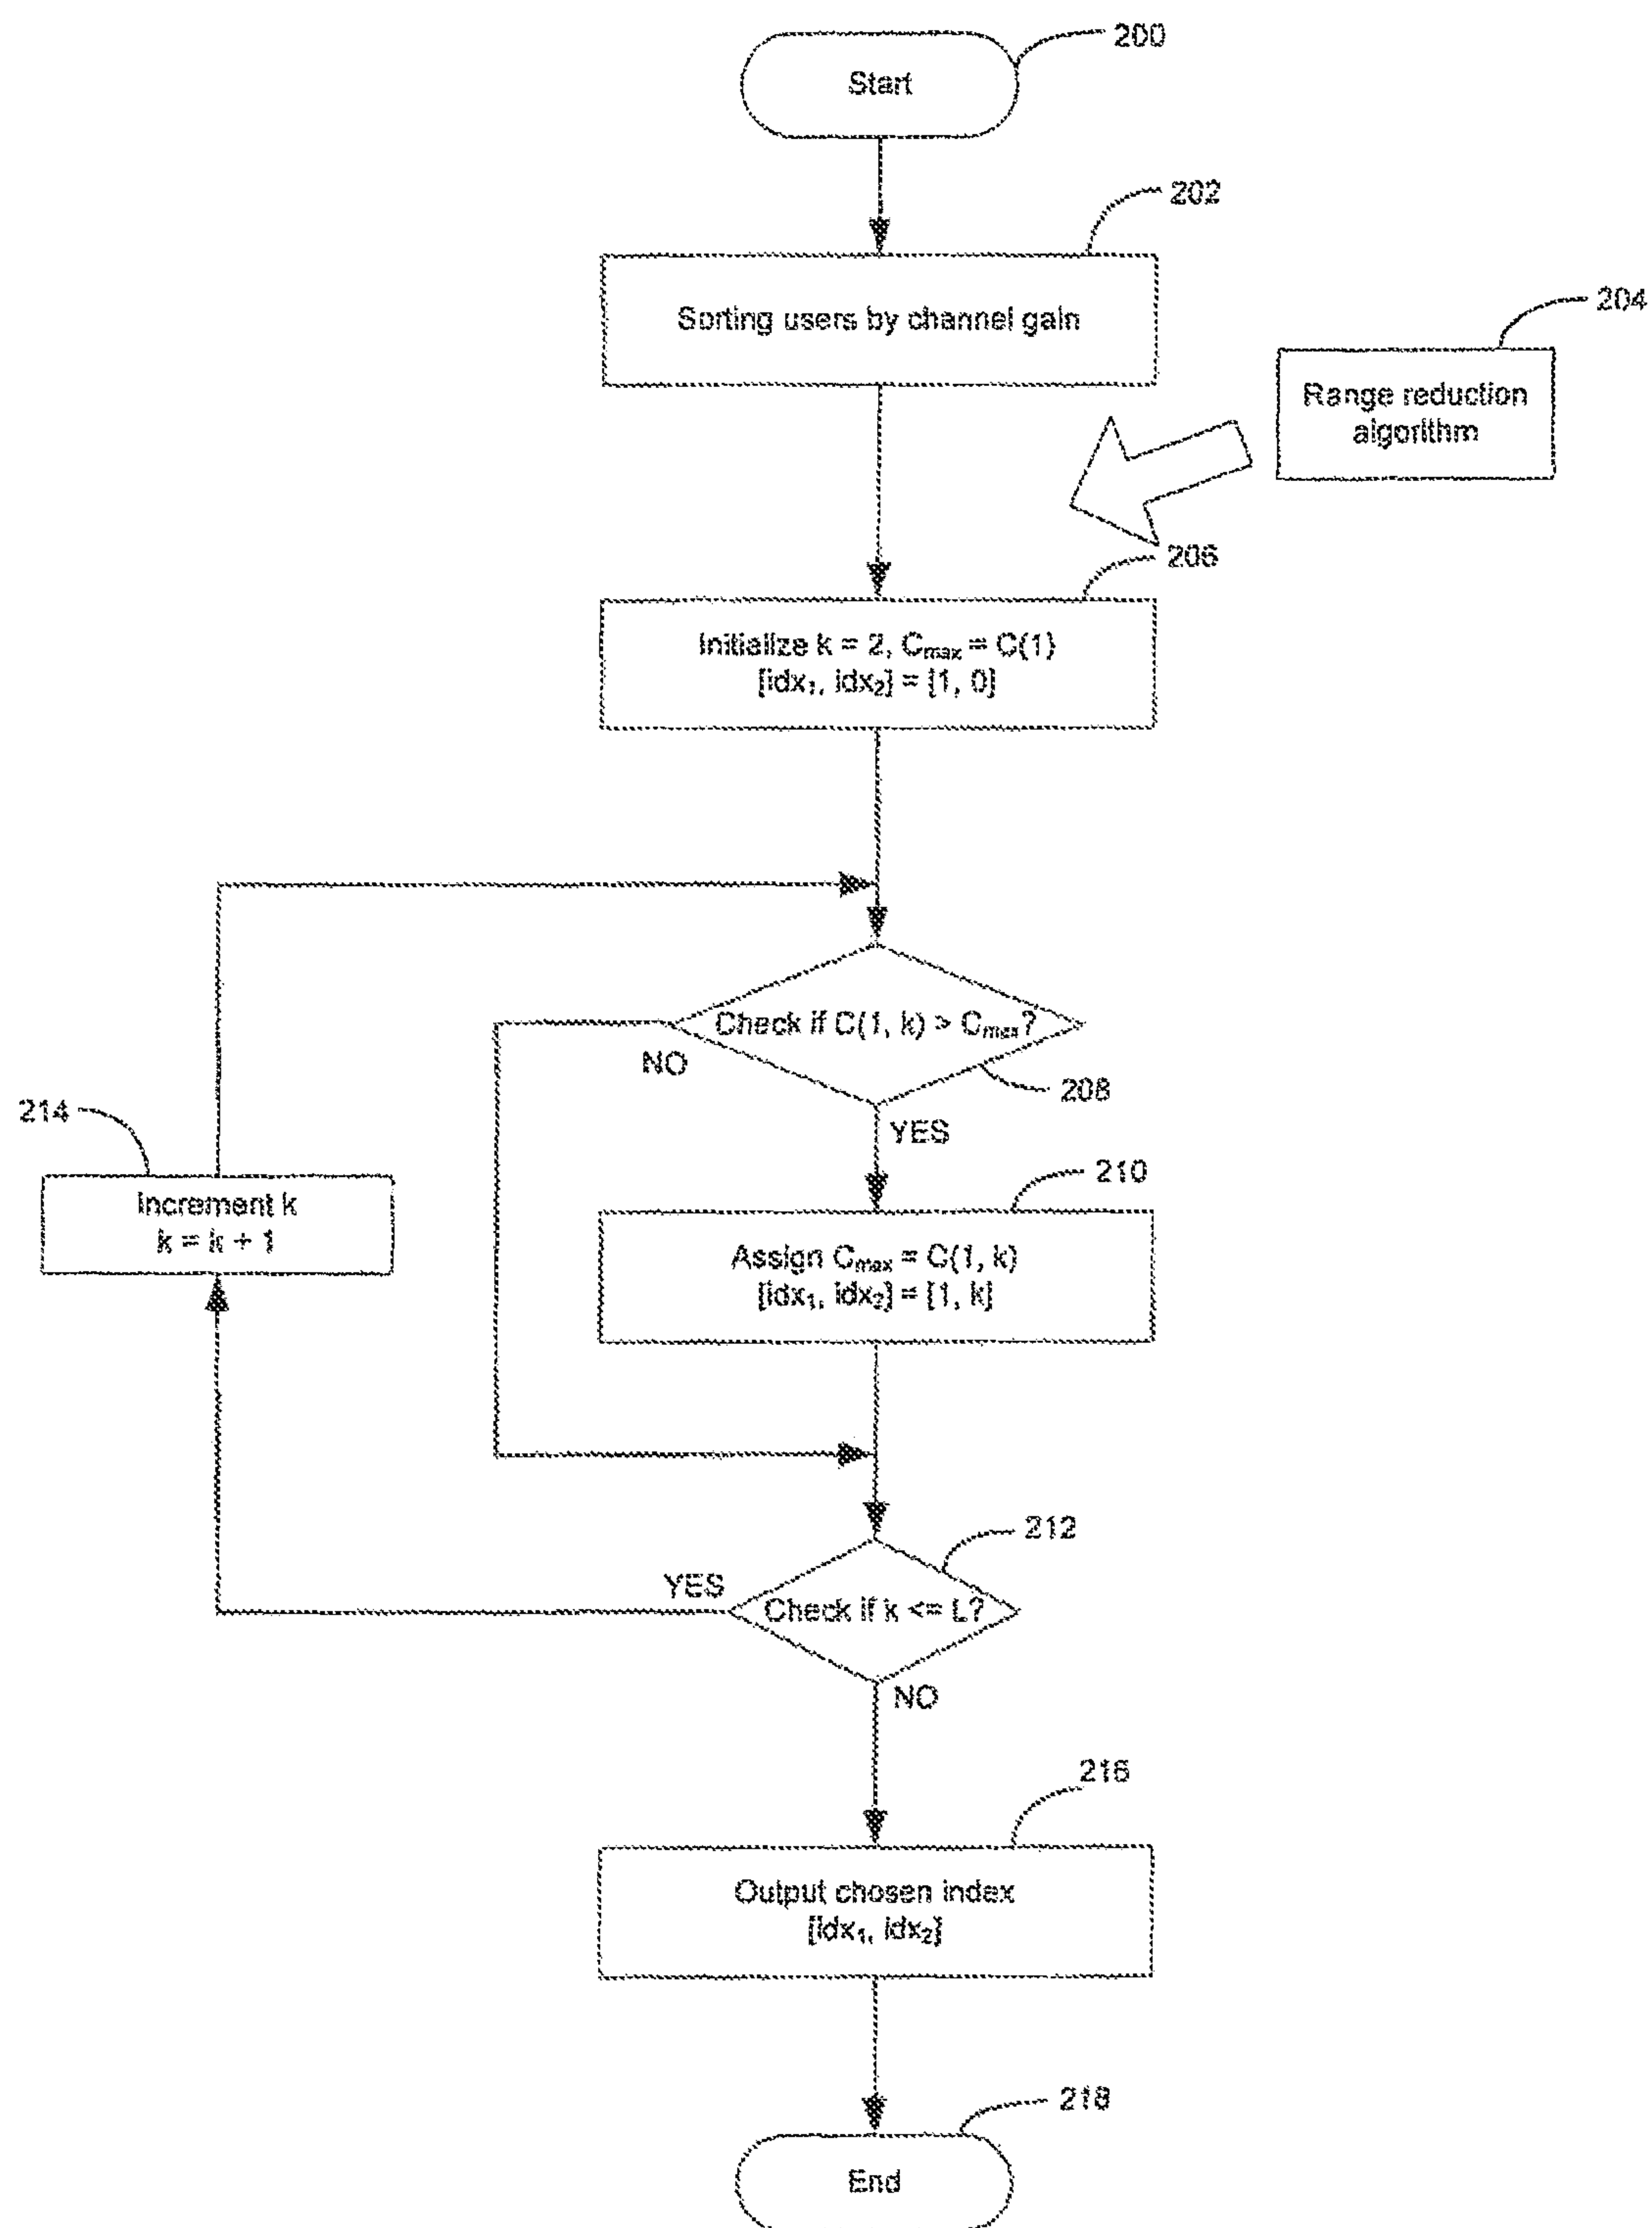 200
Start
202
Sorting users by channel gain
204
Range reduction
algorithm
206
Initialize k = 2, Cmax = C(1)
[idx1, idx2] = [1, 0]
Check if C(1, k) > Cmax?
NO
208
YES
214
210
Increment k
k = k + 1
Assign Cmax = C(1, k)
[idx1, idx2] = [1, k]
212
YES
Check if k <= L?
NO
216
Output chosen index
[idx1, idx2]
218
End